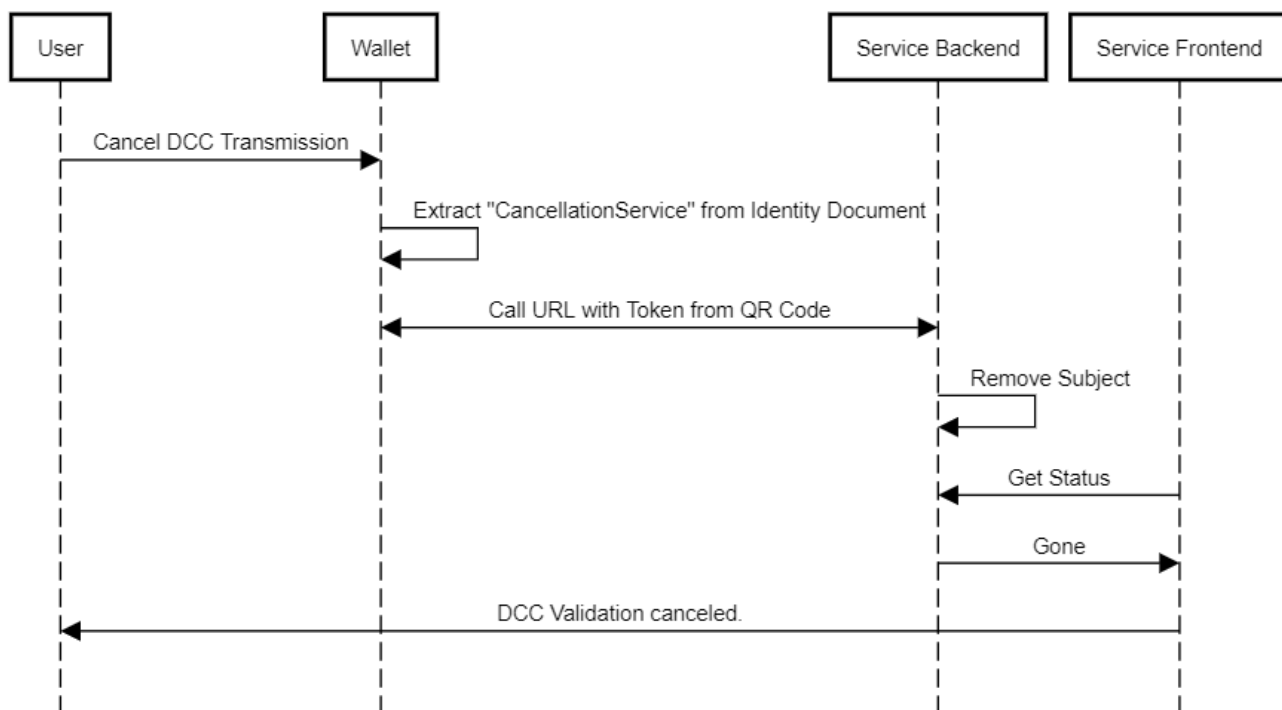 User
Wallet
Service Backend
Service Frontend
Cancel DCC Transmission
Extract "CancellationService" from Identity Document
Call URL with Token from QR Code
Remove Subject
Get Status
Gone
DCC Validation canceled.